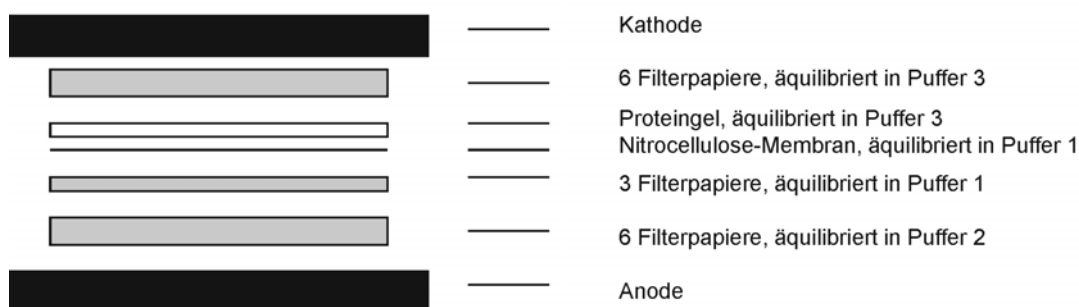 Kathode
6 Filterpapiere, äquilibriert in Puffer 3
Proteingel, äquilibriert in Puffer 3
Nitrocellulose-Membran, äquilibriert in Puffer 1
3 Filterpapiere, äquilibriert in Puffer 1
6 Filterpapiere, äquilibriert in Puffer 2
Anode